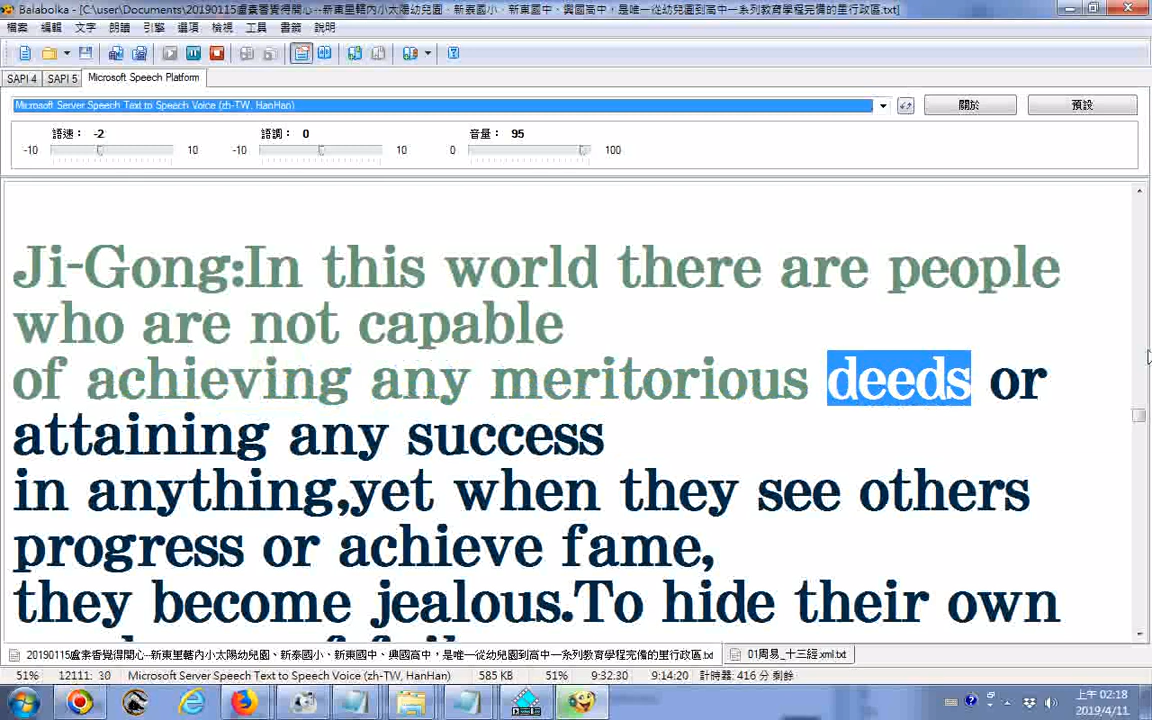 Balabolka - [C:\user\Documents\20190115盧素香覺得開心--新東里轄內小太陽幼兒園、新泰國小、新東國中、興國高中，是唯一從幼兒園到高中一系列教育學程完備的里行政區.txt]
檔案 編輯 文字 朗讀 引擎 選項 檢視 工具 書籤 說明
SAPI 4 SAPI 5 Microsoft Speech Platform
Microsoft Server Speech Text to Speech Voice (zh-TW, HanHan) 關於 預設
語速： -2 語調： 0 音量： 95
-10 10 -10 10 0 100
Ji-Gong:In this world there are people
who are not capable
of achieving any meritorious deeds or
attaining any success
in anything,yet when they see others
progress or achieve fame,
they become jealous.To hide their own
20190115盧素香覺得開心--新東里轄內小太陽幼兒園、新泰國小、新東國中、興國高中，是唯一從幼兒園到高中一系列教育學程完備的里行政區.txt 01周易_十三經.xml.txt
51% 12111: 30 Microsoft Server Speech Text to Speech Voice (zh-TW, HanHan) 585 KB 51% 9:32:30 9:14:20 計時器: 416 分 剩餘
上午 02:18
2019/4/11